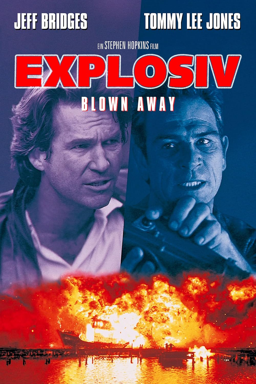 JEFF BRIDGES TOMMY LEE JONES
EIN STEPHEN HOPKINS FILM
EXPLOSIV
BLOWN AWAY